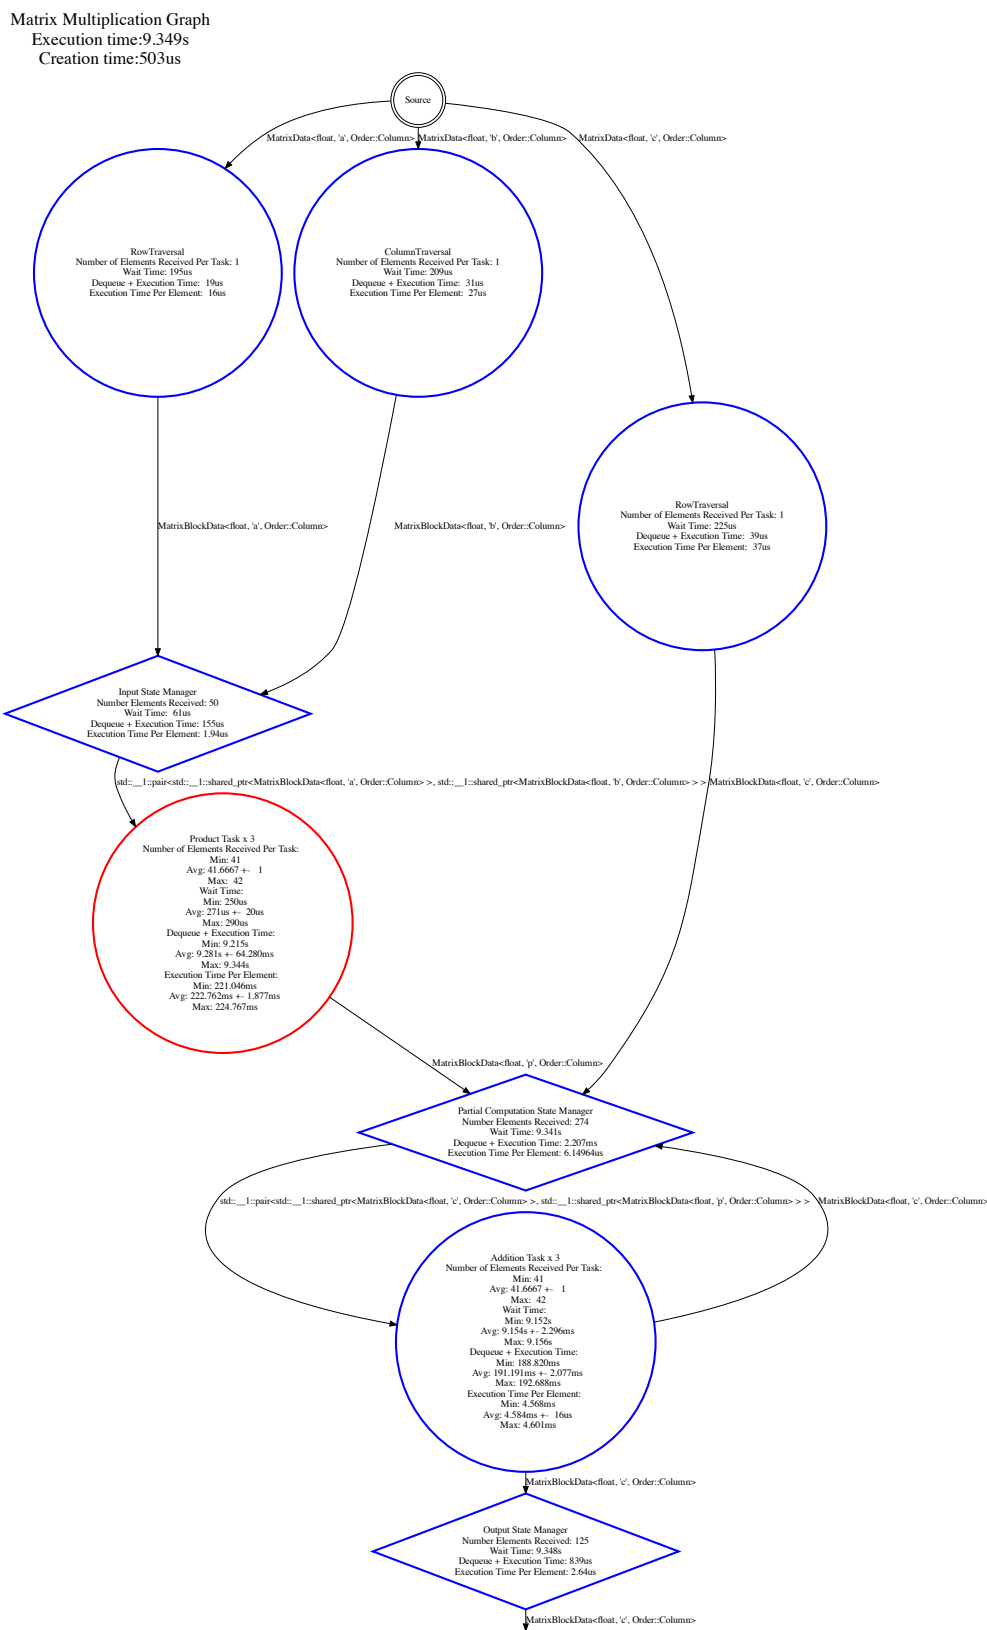 Matrix Multiplication Graph
Execution time:9.349s
Creation time:503us
Source
MatrixData<float, 'a', Order::Column>
MatrixData<float, 'b', Order::Column>
MatrixData<float, 'c', Order::Column>
RowTraversal
Number of Elements Received Per Task: 1
Wait Time: 195us
Dequeue + Execution Time:  19us
Execution Time Per Element:  16us
ColumnTraversal
Number of Elements Received Per Task: 1
Wait Time: 209us
Dequeue + Execution Time:  31us
Execution Time Per Element:  27us
RowTraversal
Number of Elements Received Per Task: 1
Wait Time: 225us
Dequeue + Execution Time:  39us
Execution Time Per Element:  37us
MatrixBlockData<float, 'a', Order::Column>
MatrixBlockData<float, 'b', Order::Column>
Input State Manager
Number Elements Received: 50
Wait Time:  61us
Dequeue + Execution Time: 155us
Execution Time Per Element: 1.94us
std::__1::pair<std::__1::shared_ptr<MatrixBlockData<float, 'a', Order::Column> >, std::__1::shared_ptr<MatrixBlockData<float, 'b', Order::Column> > >
MatrixBlockData<float, 'c', Order::Column>
Product Task x 3
Number of Elements Received Per Task:
Min: 41
Avg: 41.6667 +-   1
Max:  42
Wait Time:
Min: 250us
Avg: 271us +-  20us
Max: 290us
Dequeue + Execution Time:
Min: 9.215s
Avg: 9.281s +- 64.280ms
Max: 9.344s
Execution Time Per Element:
Min: 221.046ms
Avg: 222.762ms +- 1.877ms
Max: 224.767ms
MatrixBlockData<float, 'p', Order::Column>
Partial Computation State Manager
Number Elements Received: 274
Wait Time: 9.341s
Dequeue + Execution Time: 2.207ms
Execution Time Per Element: 6.14964us
std::__1::pair<std::__1::shared_ptr<MatrixBlockData<float, 'c', Order::Column> >, std::__1::shared_ptr<MatrixBlockData<float, 'p', Order::Column> > >
MatrixBlockData<float, 'c', Order::Column>
Addition Task x 3
Number of Elements Received Per Task:
Min: 41
Avg: 41.6667 +-   1
Max:  42
Wait Time:
Min: 9.152s
Avg: 9.154s +- 2.296ms
Max: 9.156s
Dequeue + Execution Time:
Min: 188.820ms
Avg: 191.191ms +- 2.077ms
Max: 192.688ms
Execution Time Per Element:
Min: 4.568ms
Avg: 4.584ms +-  16us
Max: 4.601ms
MatrixBlockData<float, 'c', Order::Column>
Output State Manager
Number Elements Received: 125
Wait Time: 9.348s
Dequeue + Execution Time: 839us
Execution Time Per Element: 2.64us
MatrixBlockData<float, 'c', Order::Column>